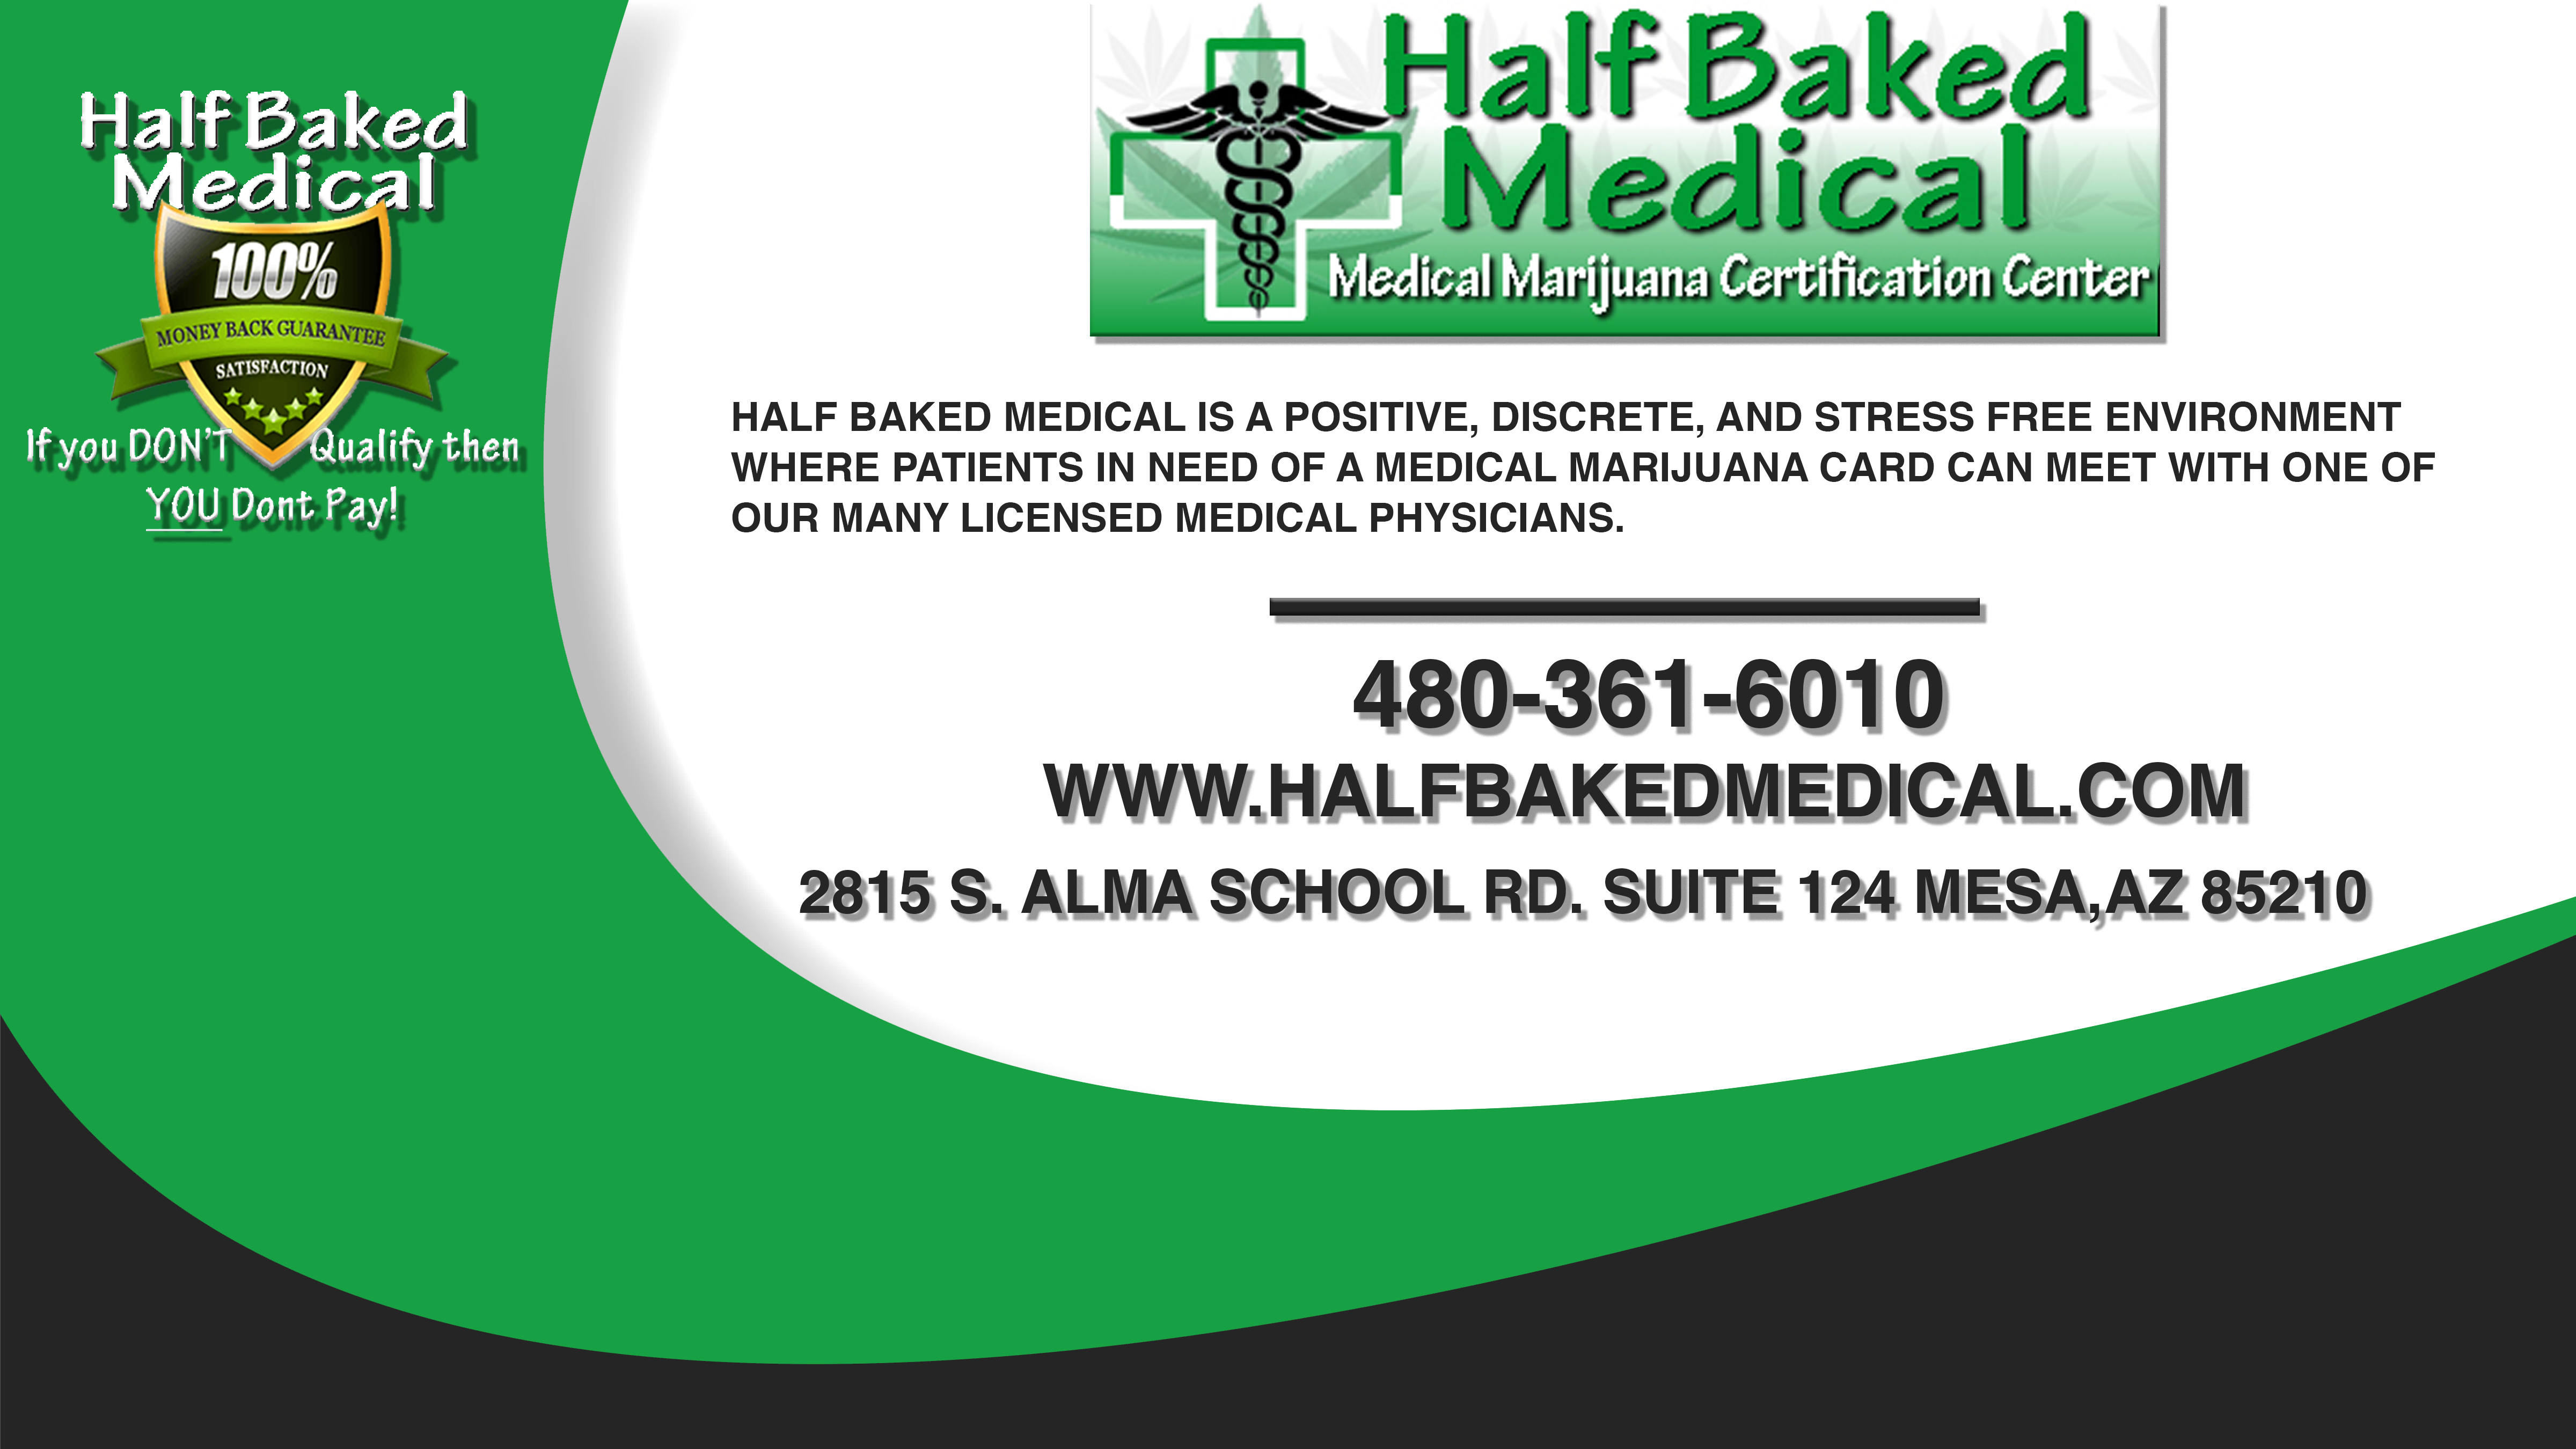 Half Baked
Medical
100%
MONEY BACK GUARANTEE
SATISFACTION
If you DON'T Qualify then
YOU Dont Pay!
Half Baked
Medical
Medical Marijuana Certification Center
HALF BAKED MEDICAL IS A POSITIVE, DISCRETE, AND STRESS FREE ENVIRONMENT
WHERE PATIENTS IN NEED OF A MEDICAL MARIJUANA CARD CAN MEET WITH ONE OF
OUR MANY LICENSED MEDICAL PHYSICIANS.
480-361-6010
WWW.HALFBAKEDMEDICAL.COM
2815 S. ALMA SCHOOL RD. SUITE 124 MESA,AZ 85210